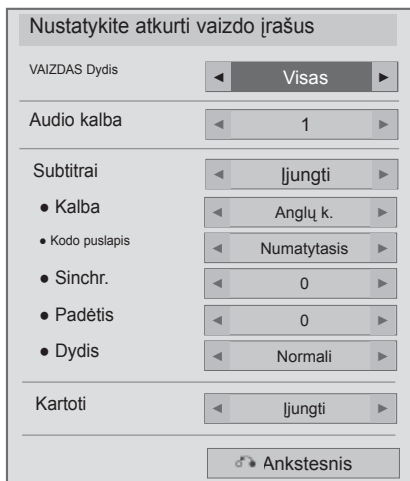 Nustatykite atkurti vaizdo įrašus
VAIZDAS Dydis ◄ Visas ►
Audio kalba ◄ 1 ►
Subtitrai ◄ Įjungti ►
● Kalba ◄ Anglų k. ►
● Kodo puslapis ◄ Numatytasis ►
● Sinchr. ◄ 0 ►
● Padėtis ◄ 0 ►
● Dydis ◄ Normali ►
Kartoti ◄ Įjungti ►
Ankstesnis